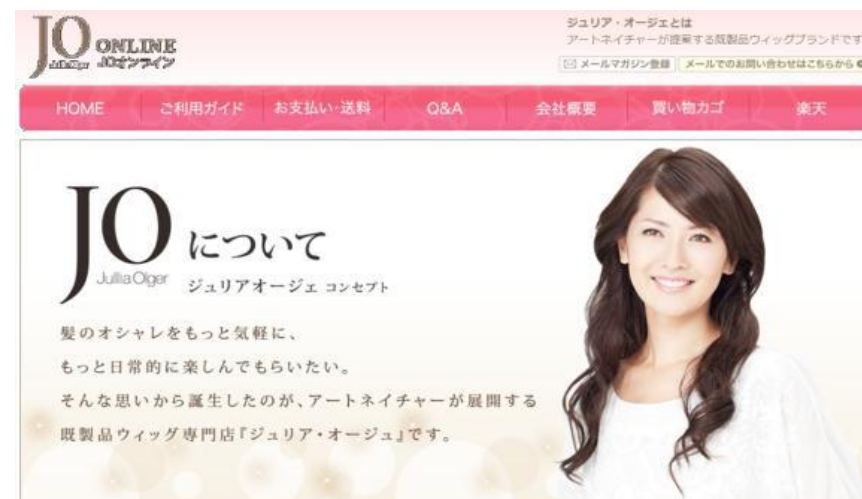 JO ONLINE
Jullia Olger JOオンライン
ジュリア・オージェとは
アートネイチャーが提案する既製品ウィッグブランドです
メールマガジン登録 メールでのお問い合わせはこちらから
HOME ご利用ガイド お支払い・送料 Q&A 会社概要 買い物カゴ 楽天
JOについて
Jullia Olger
ジュリアオージェ コンセプト
髪のオシャレをもっと気軽に、
もっと日常的に楽しんでもらいたい。
そんな思いから誕生したのが、アートネイチャーが展開する
既製品ウィッグ専門店『ジュリア・オージュ』です。